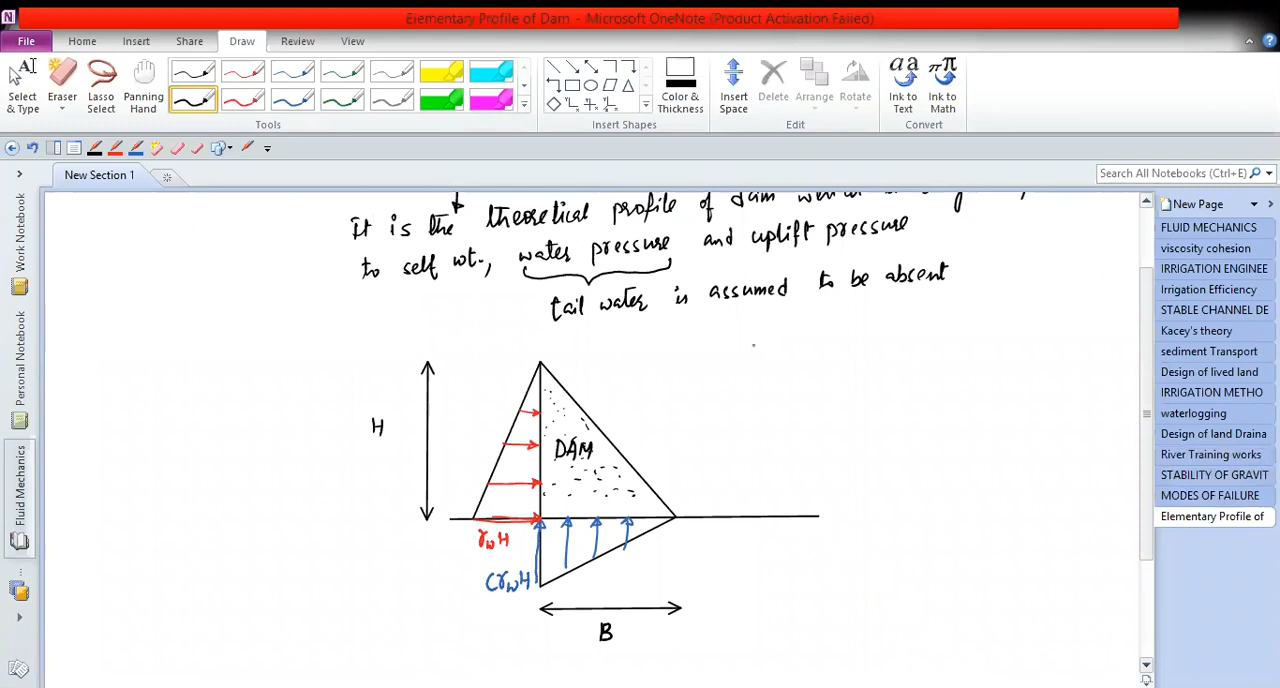 Elementary Profile of Dam - Microsoft OneNote (Product Activation Failed)
File Home Insert Share Draw Review View
Select & Type
Eraser
Lasso Select
Panning Hand
Color & Thickness
Insert Space
Delete
Arrange
Rotate
Ink to Text
Ink to Math
Tools
Insert Shapes
Edit
Convert
New Section 1
Search All Notebooks (Ctrl+E)
Work Notebook
Personal Notebook
Fluid Mechanics
New Page
FLUID MECHANICS
viscosity cohesion
IRRIGATION ENGINEE
Irrigation Efficiency
STABLE CHANNEL DE
Kacey's theory
sediment Transport
Design of lived land
IRRIGATION METHO
waterlogging
Design of land Draina
River Training works
STABILITY OF GRAVIT
MODES OF FAILURE
Elementary Profile of
it is the theoretical profile of dam
to self wt., water pressure and uplift pressure
tail water is assumed to be absent
H
DAM
γwH
CγwH
B